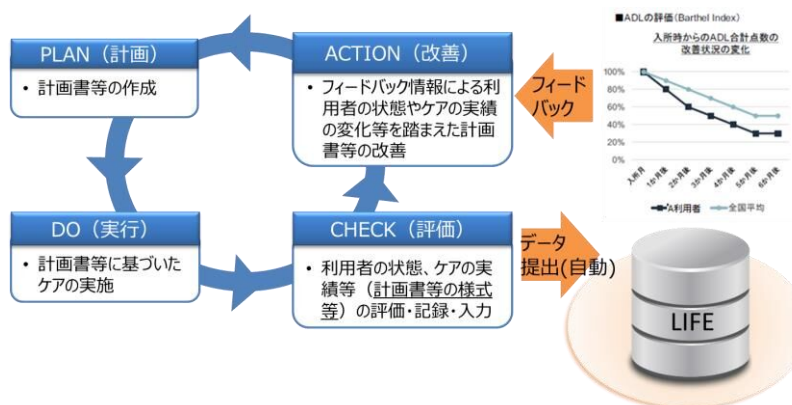 PLAN（計画）
• 計画書等の作成
ACTION（改善）
• フィードバック情報による利
用者の状態やケアの実績
の変化等を踏まえた計画
書等の改善
フィード
バック
■ADLの評価（Barthel Index）
入所時からのADL合計点数の
改善状況の変化
100%
80%
60%
40%
20%
0%
入所月
1か月後
2か月後
3か月後
4か月後
5か月後
6か月後
A利用者
全国平均
DO（実行）
• 計画書等に基づいた
ケアの実施
CHECK（評価）
• 利用者の状態、ケアの実
績等（計画書等の様式
等）の評価・記録・入力
データ
提出(自動)
LIFE